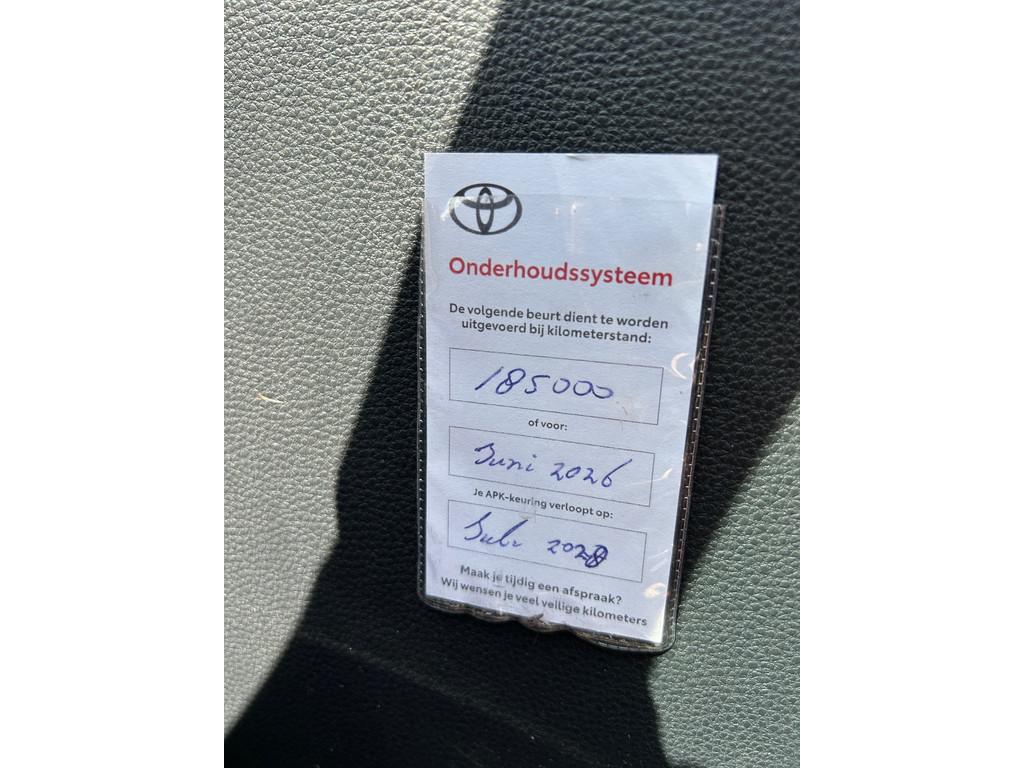 Onderhoudssysteem
De volgende beurt dient te worden
uitgevoerd bij kilometerstand:
185000
of voor:
Juni 2026
Je APK-keuring verloopt op:
Juli
Maak je tijdig een afspraak?
Wij wensen je veel veilige kilometers